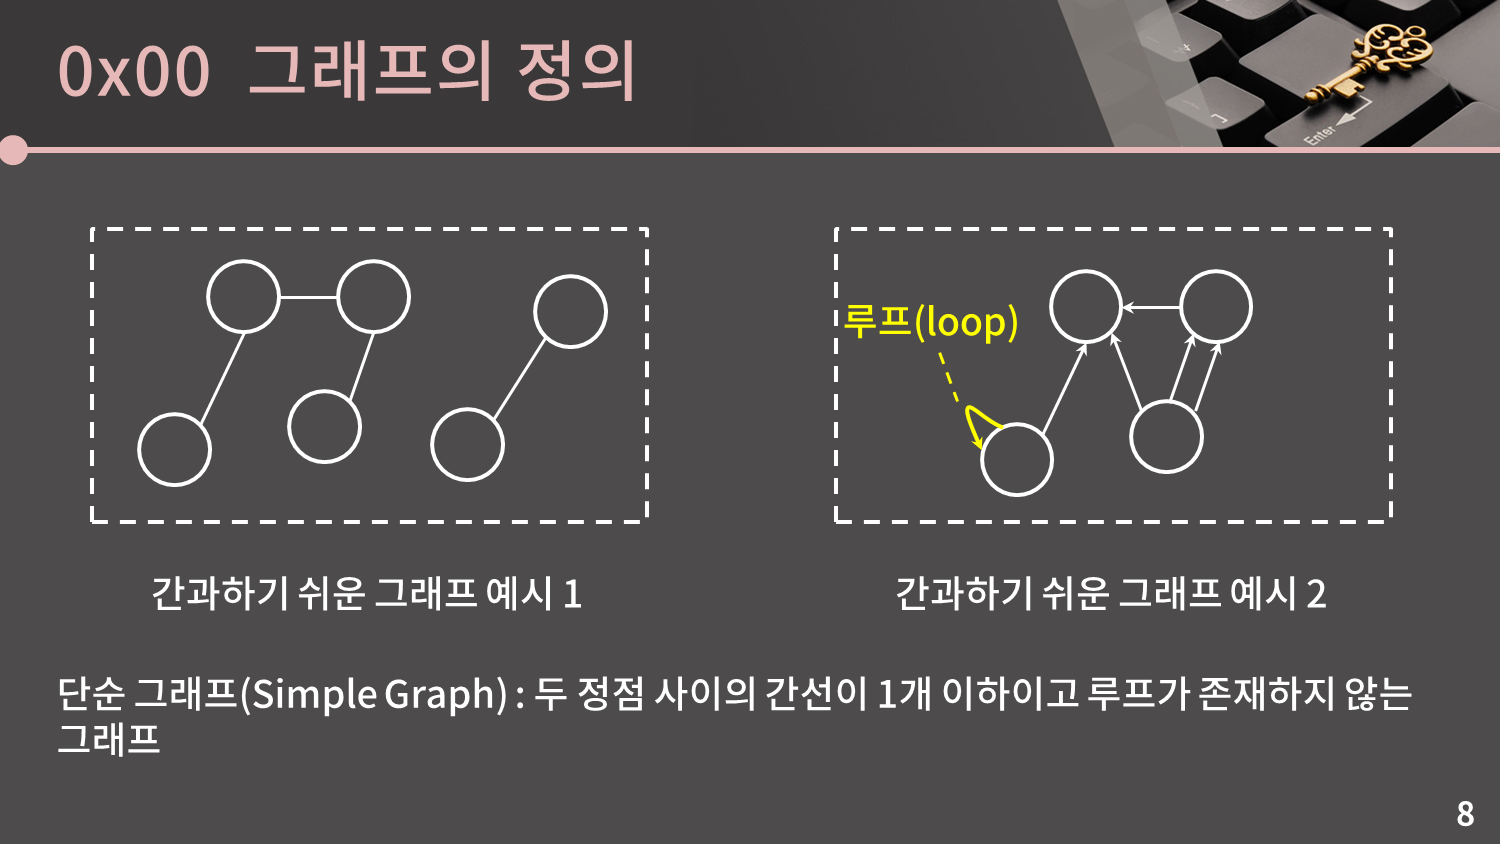 0x00 그래프의 정의
Enter
루프(loop)
간과하기 쉬운 그래프 예시 1
간과하기 쉬운 그래프 예시 2
단순 그래프(Simple Graph) : 두 정점 사이의 간선이 1개 이하이고 루프가 존재하지 않는
그래프
8